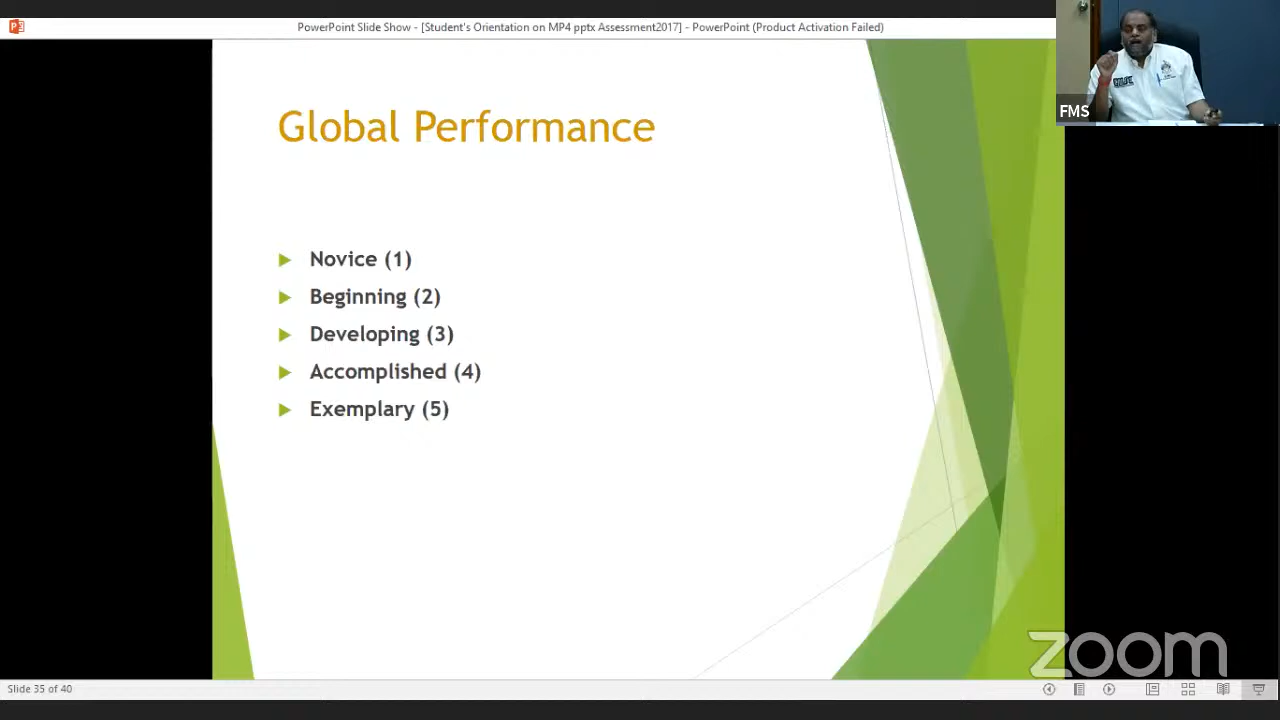 PowerPoint Slide Show - [Student's Orientation on MP4 pptx Assessment2017] - PowerPoint (Product Activation Failed)
FMS
Global Performance
Novice (1)
Beginning (2)
Developing (3)
Accomplished (4)
Exemplary (5)
zoom
Slide 35 of 40